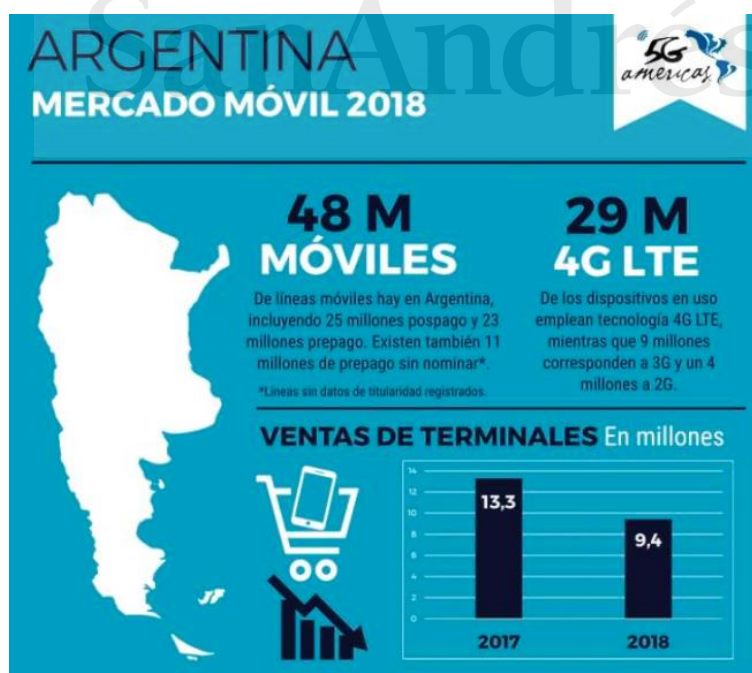 SanAndrés
ARGENTINA
MERCADO MÓVIL 2018
5G
americas
48 M
MÓVILES
De líneas móviles hay en Argentina,
incluyendo 25 millones pospago y 23
millones prepago. Existen también 11
millones de prepago sin nominar*.
*Líneas sin datos de titularidad registrados.
29 M
4G LTE
De los dispositivos en uso
emplean tecnología 4G LTE,
mientras que 9 millones
corresponden a 3G y un 4
millones a 2G.
VENTAS DE TERMINALES En millones
14
12
10
8
6
4
2
0
13,3
9,4
2017
2018